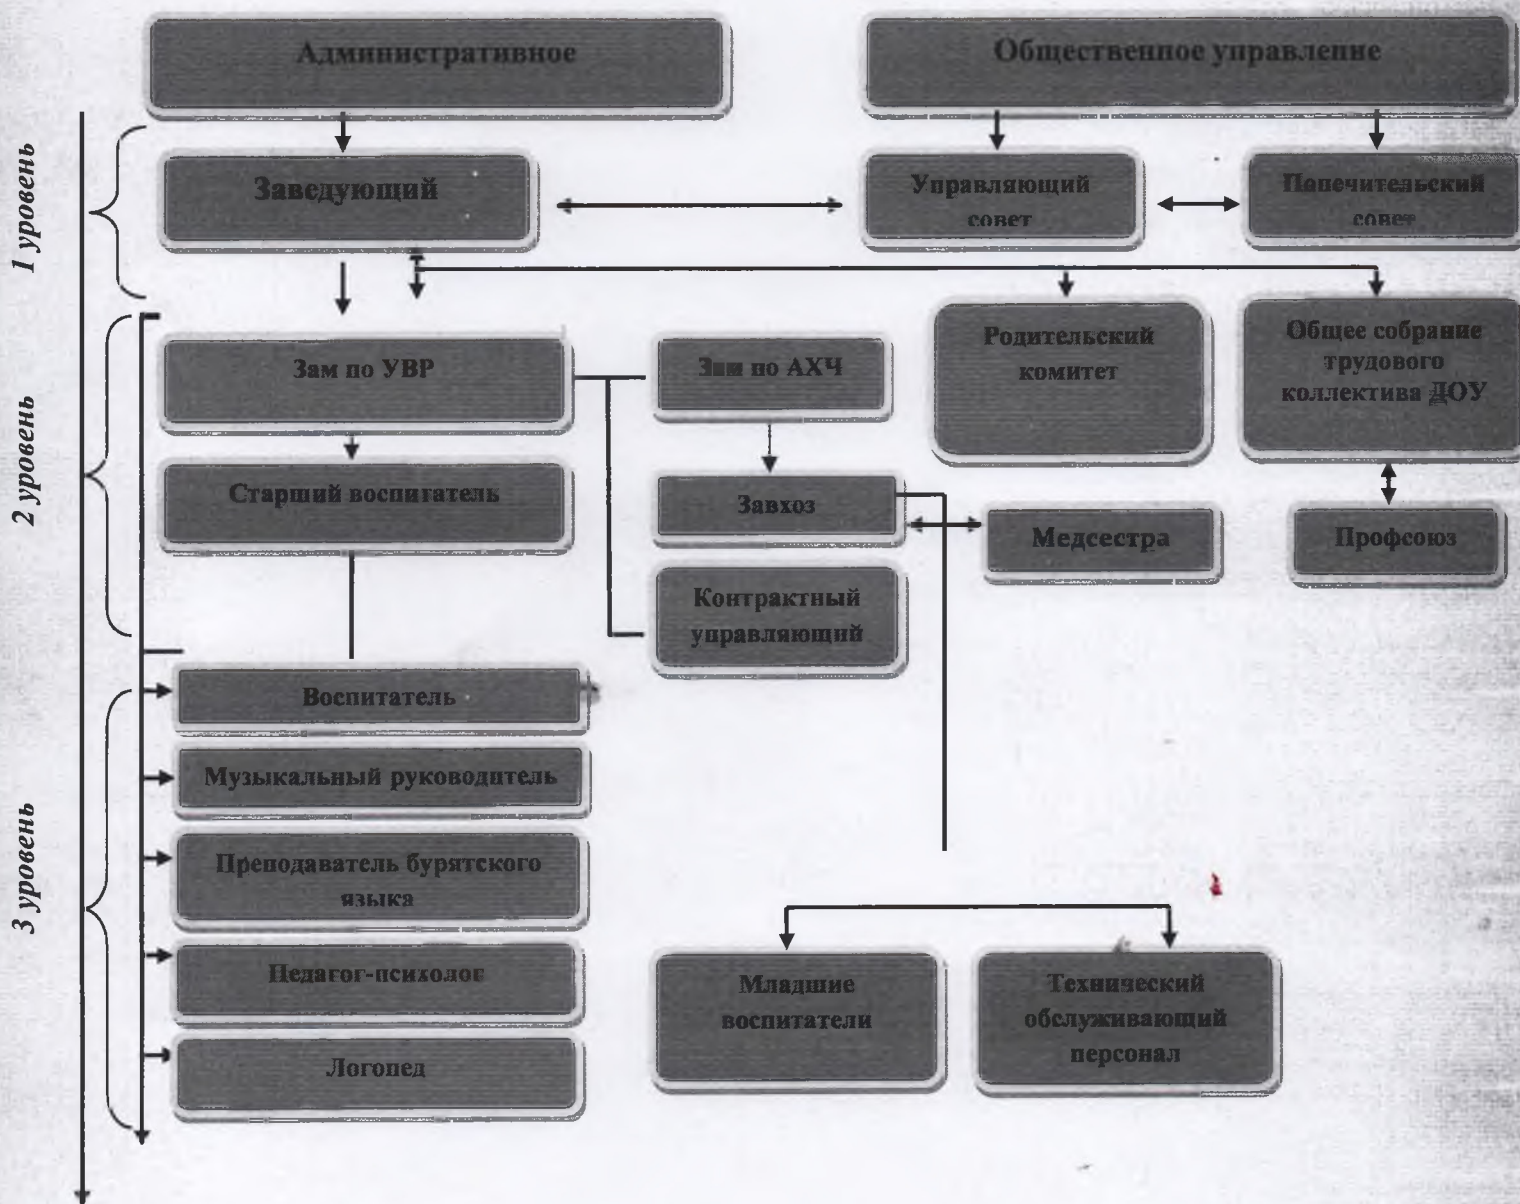 Административное
Общественное управление
1 уровень
Заведующий
Управляющий
совет
Попечительский
совет
2 уровень
Зам по УВР
Зам по АХЧ
Родительский
комитет
Общее собрание
трудового
коллектива ДОУ
Старший воспитатель
Завхоз
Медсестра
Профсоюз
Контрактный
управляющий
3 уровень
Воспитатель
Музыкальный руководитель
Преподаватель бурятского
языка
Педагог-психолог
Логопед
Младшие
воспитатели
Технический
обслуживающий
персонал